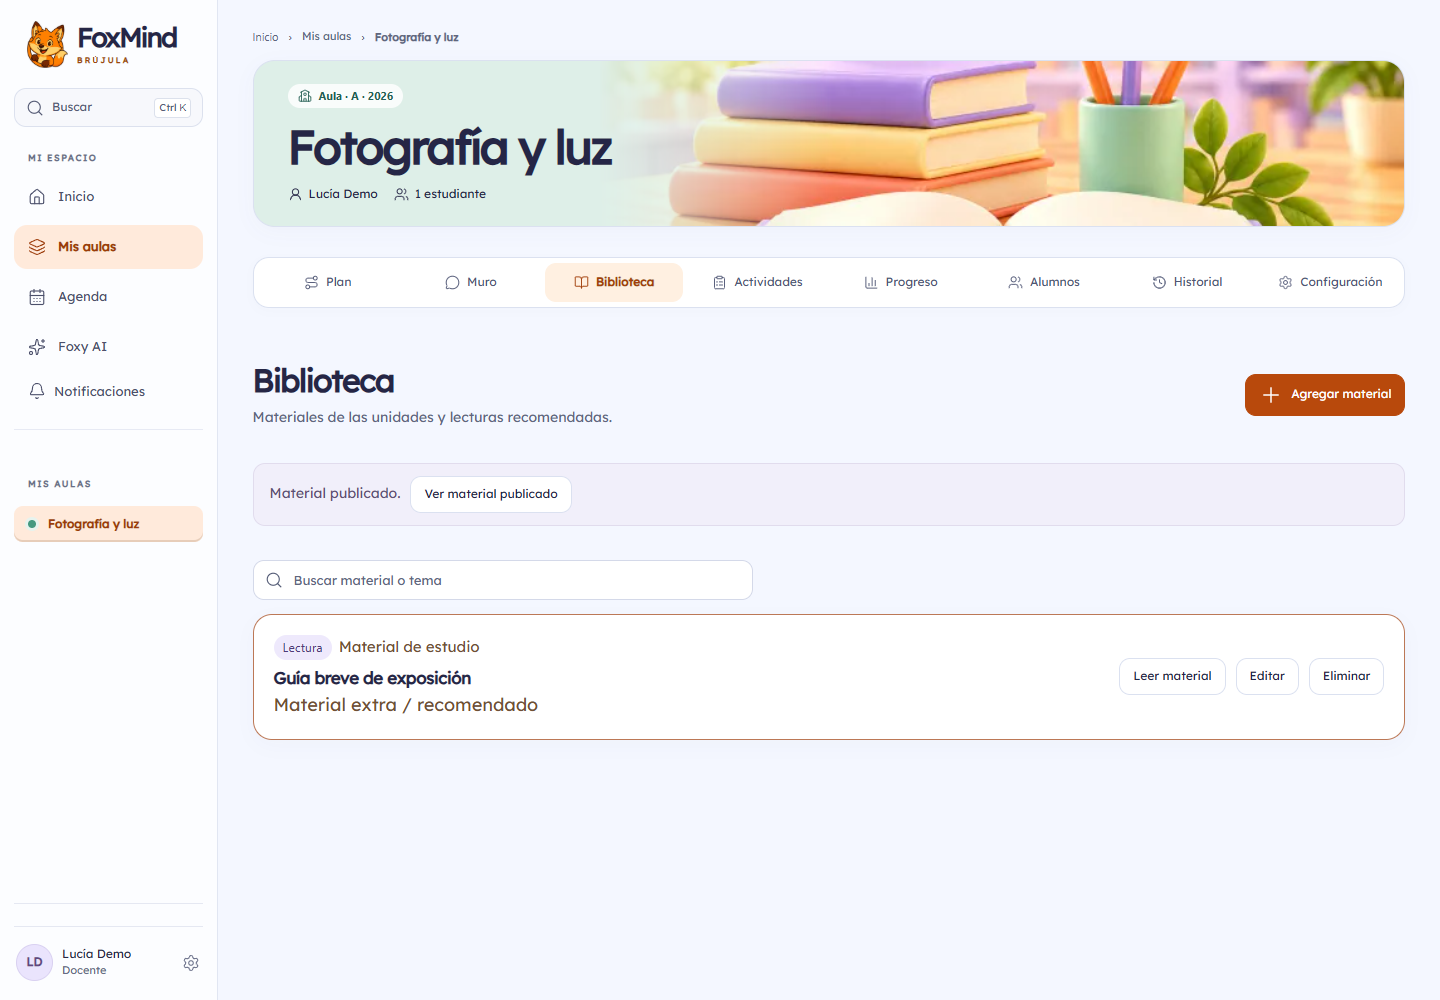 FoxMind
BRÚJULA
Buscar
Ctrl K
MI ESPACIO
Inicio
Mis aulas
Agenda
Foxy AI
Notificaciones
MIS AULAS
Fotografía y luz
LD
Lucía Demo
Docente
Inicio › Mis aulas › Fotografía y luz
Aula · A · 2026
Fotografía y luz
Lucía Demo 1 estudiante
Plan Muro Biblioteca Actividades Progreso Alumnos Historial Configuración
Biblioteca
Materiales de las unidades y lecturas recomendadas.
Agregar material
Material publicado. Ver material publicado
Buscar material o tema
Lectura Material de estudio
Guía breve de exposición
Material extra / recomendado
Leer material Editar Eliminar